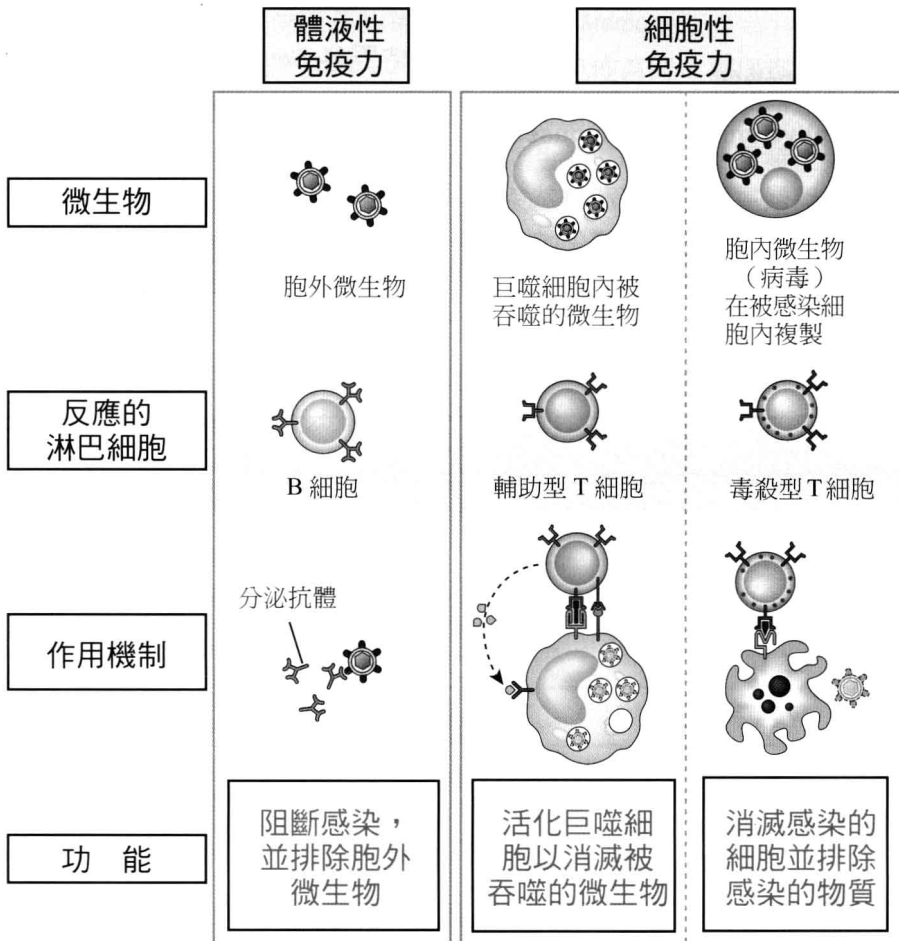 體液性
免疫力
細胞性
免疫力
微生物
胞外微生物
巨噬細胞內被
吞噬的微生物
胞內微生物
（病毒）
在被感染細
胞內複製
反應的
淋巴細胞
B 細胞
輔助型 T 細胞
毒殺型 T 細胞
作用機制
分泌抗體
功 能
阻斷感染，
並排除胞外
微生物
活化巨噬細
胞以消滅被
吞噬的微生物
消滅感染的
細胞並排除
感染的物質